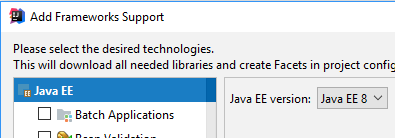 Add Frameworks Support
Please select the desired technologies.
This will download all needed libraries and create Facets in project config
Java EE
Java EE version: Java EE 8
Batch Applications
Bean Validation